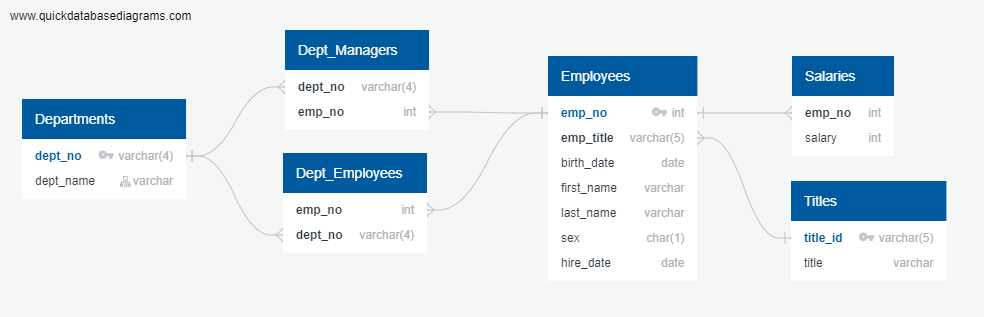 www.quickdatabasediagrams.com
Departments
dept_no varchar(4)
dept_name varchar
Dept_Managers
dept_no varchar(4)
emp_no int
Dept_Employees
emp_no int
dept_no varchar(4)
Employees
emp_no int
emp_title varchar(5)
birth_date date
first_name varchar
last_name varchar
sex char(1)
hire_date date
Salaries
emp_no int
salary int
Titles
title_id varchar(5)
title varchar